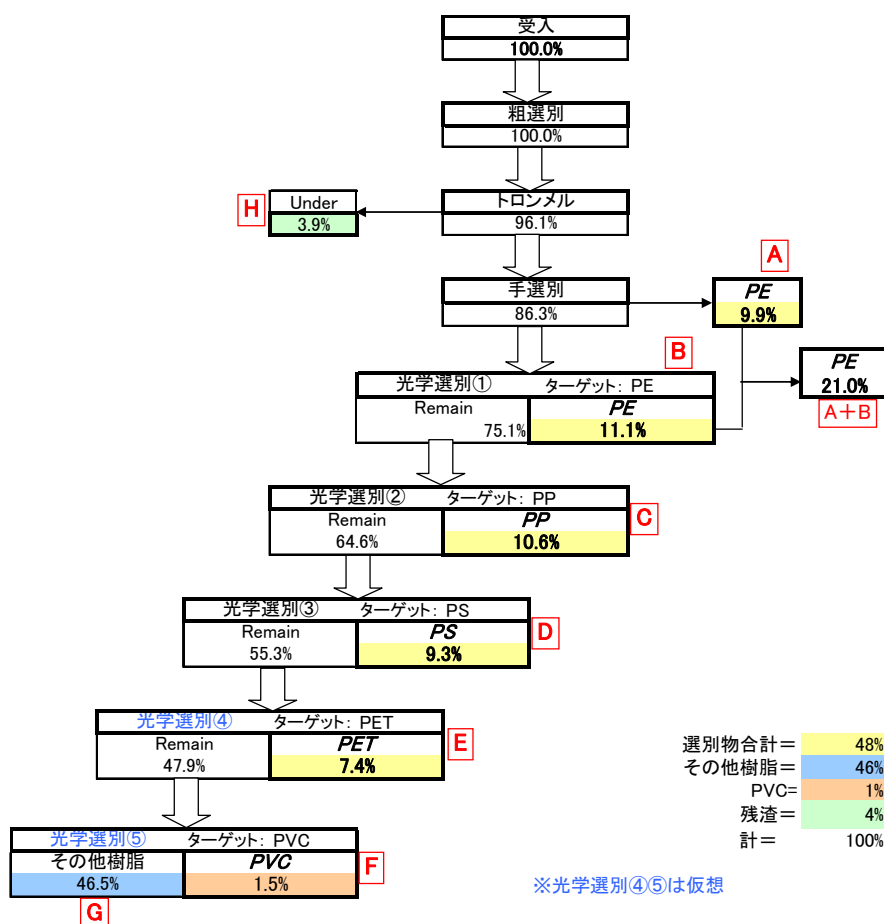 受入
100.0%
粗選別
100.0%
H
Under
3.9%
トロンメル
96.1%
A
手選別
86.3%
PE
9.9%
B
PE
21.0%
A+B
光学選別① ターゲット: PE
Remain
75.1%
PE
11.1%
光学選別② ターゲット: PP
Remain
64.6%
PP
10.6%
C
光学選別③ ターゲット: PS
Remain
55.3%
PS
9.3%
D
光学選別④ ターゲット: PET
Remain
47.9%
PET
7.4%
E
選別物合計= 48%
その他樹脂= 46%
PVC= 1%
残渣= 4%
計= 100%
光学選別⑤ ターゲット: PVC
その他樹脂
46.5%
PVC
1.5%
F
G
※光学選別④⑤は仮想